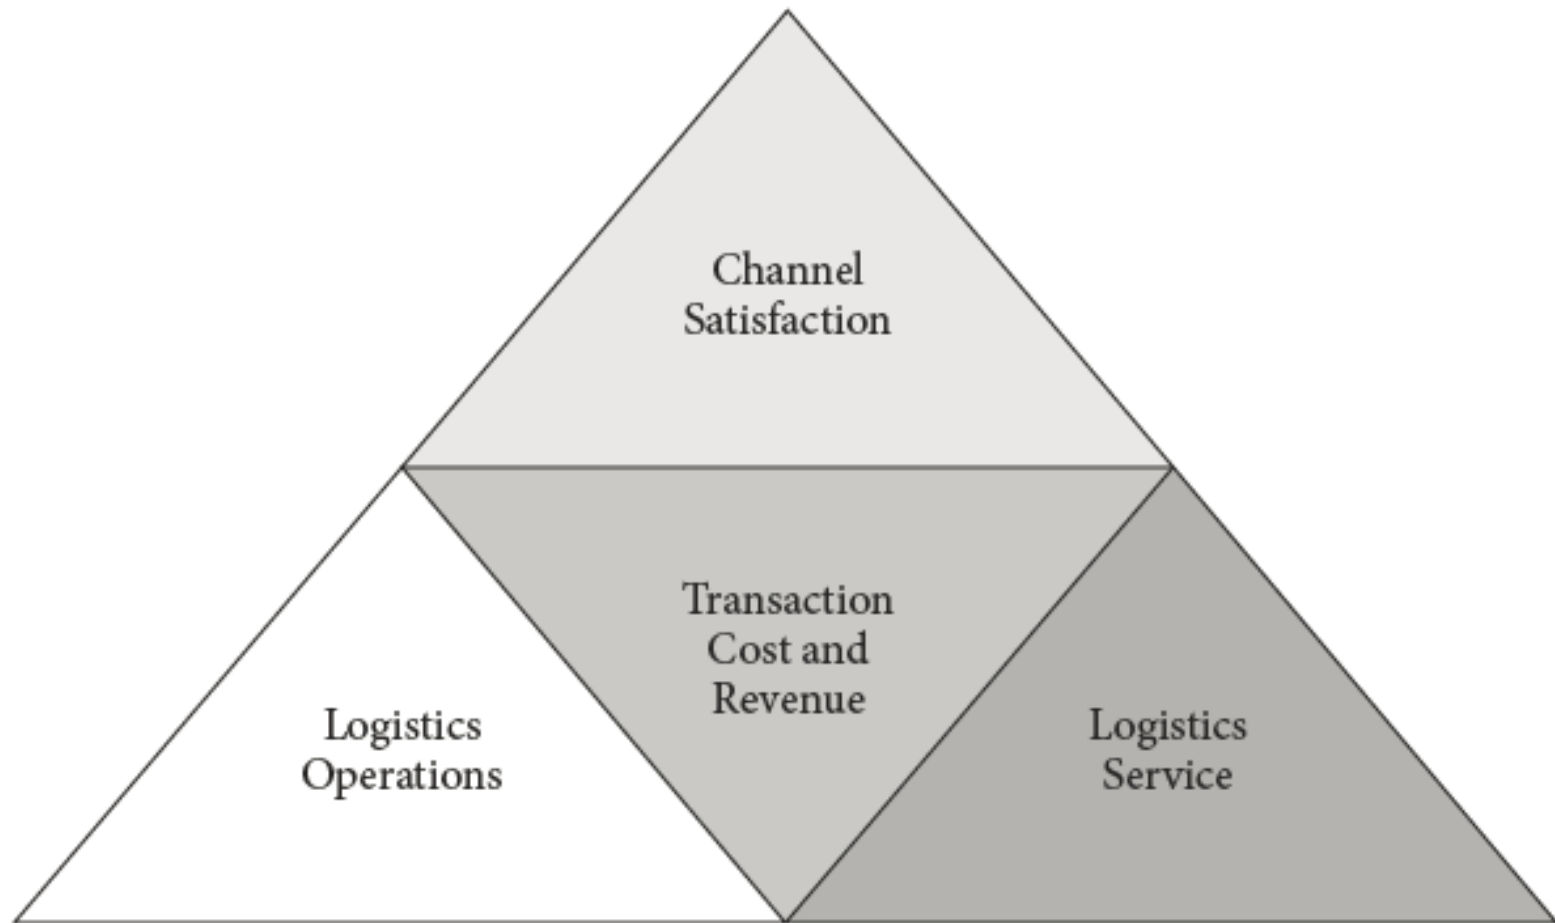 Channel
Satisfaction
Transaction
Cost and
Revenue
Logistics
Operations
Logistics
Service